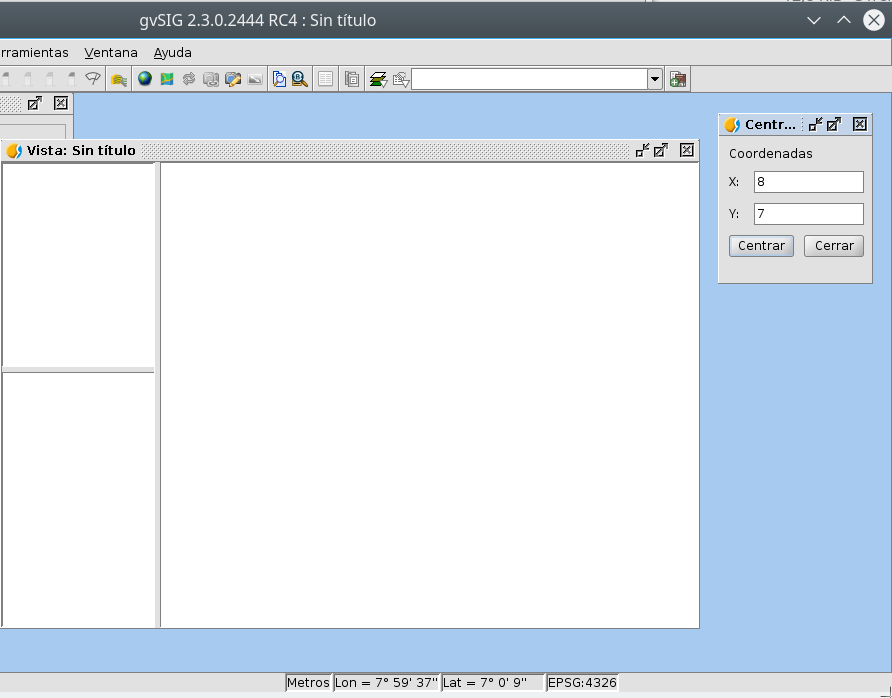 gvSIG 2.3.0.2444 RC4 : Sin título
rramientas Ventana Ayuda
Vista: Sin título
Centr...
Coordenadas
X: 8
Y: 7
Centrar Cerrar
Metros Lon = 7° 59' 37" Lat = 7° 0' 9" EPSG:4326